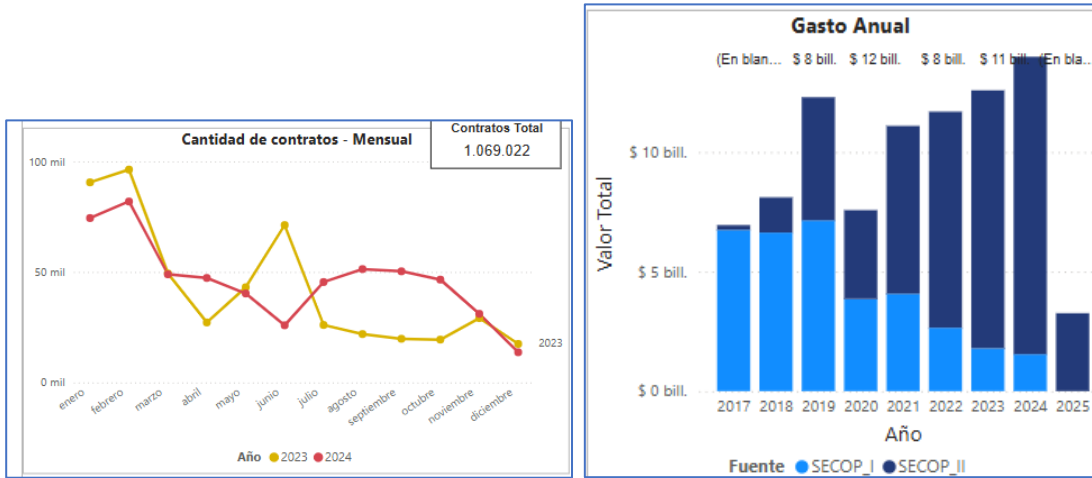 Cantidad de contratos - Mensual
Contratos Total
1.069.022
100 mil
50 mil
0 mil
2023
enero
febrero
marzo
abril
mayo
junio
julio
agosto
septiembre
octubre
noviembre
diciembre
Año 2023 2024
Gasto Anual
(En blan... $ 8 bill. $ 12 bill. $ 8 bill. $ 11 bill. (En bla...
$ 10 bill.
$ 5 bill.
$ 0 bill.
Valor Total
2017 2018 2019 2020 2021 2022 2023 2024 2025
Año
Fuente SECOP_I SECOP_II